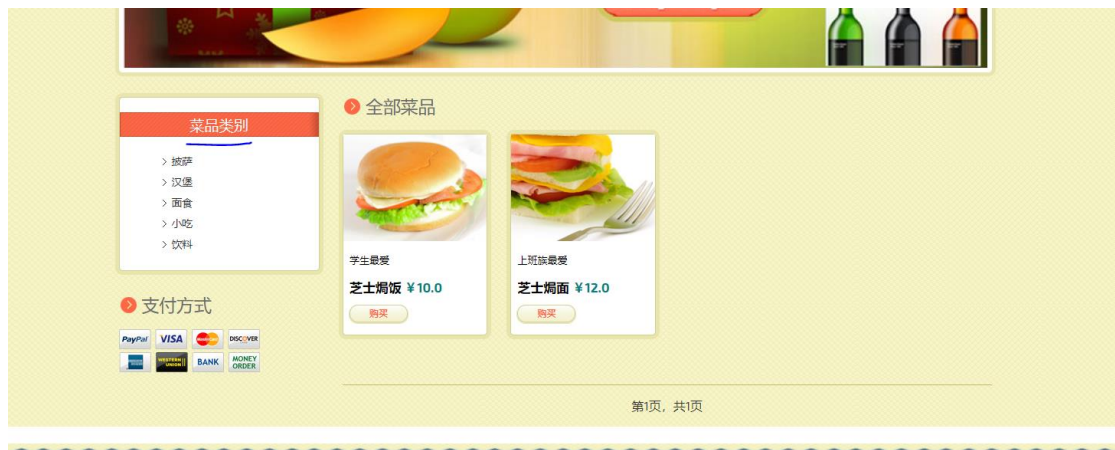 菜品类别
> 披萨
> 汉堡
> 面食
> 小吃
> 饮料
支付方式
PayPal VISA MasterCard DISCOVER
WESTERN UNION BANK MONEY ORDER
全部菜品
学生最爱
芝士焗饭 ¥10.0
购买
上班族最爱
芝士焗面 ¥12.0
购买
第1页，共1页